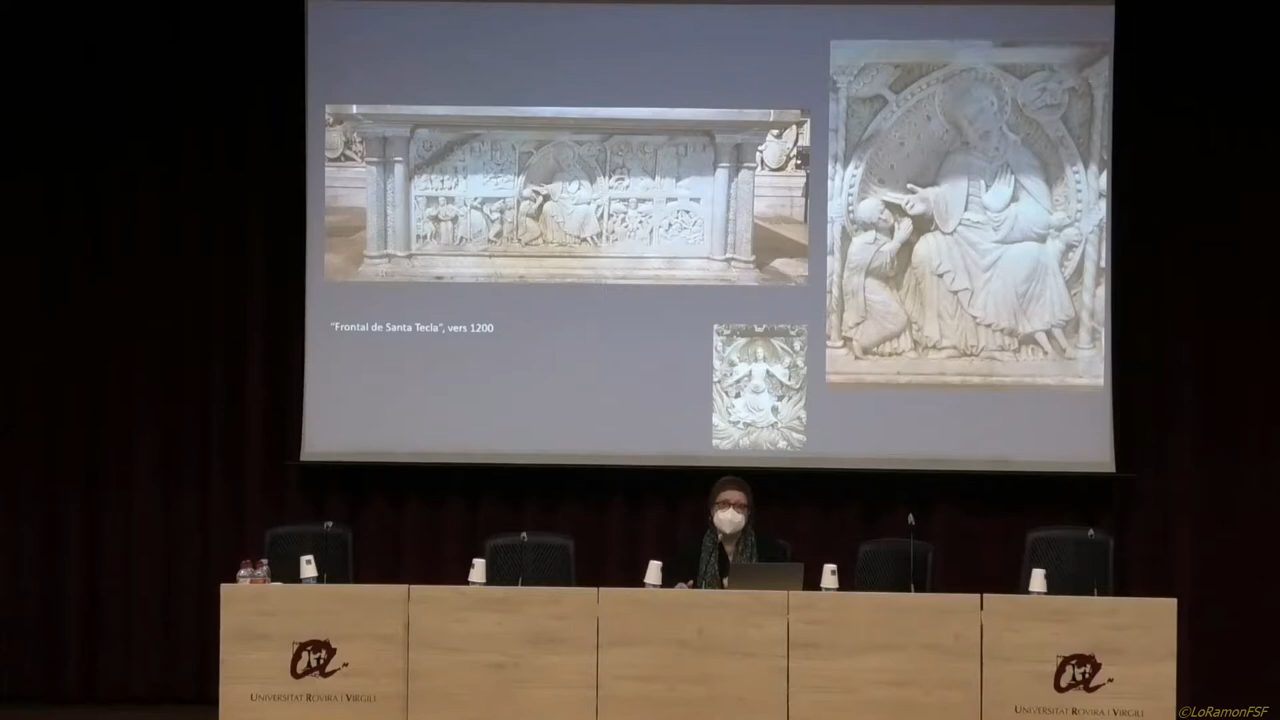 "Frontal de Santa Tecla", vers 1200
UNIVERSITAT ROVIRA I VIRGILI
UNIVERSITAT ROVIRA I VIRGILI
©LoRamonFSF